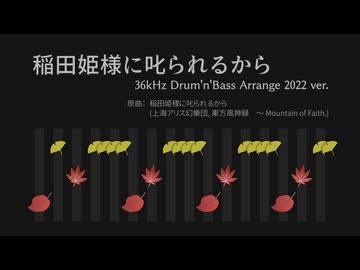 稲田姫様に叱られるから
36kHz Drum'n'Bass Arrange 2022 ver.
原曲： 稲田姫様に叱られるから
(上海アリス幻樂団, 東方風神録　～ Mountain of Faith.)